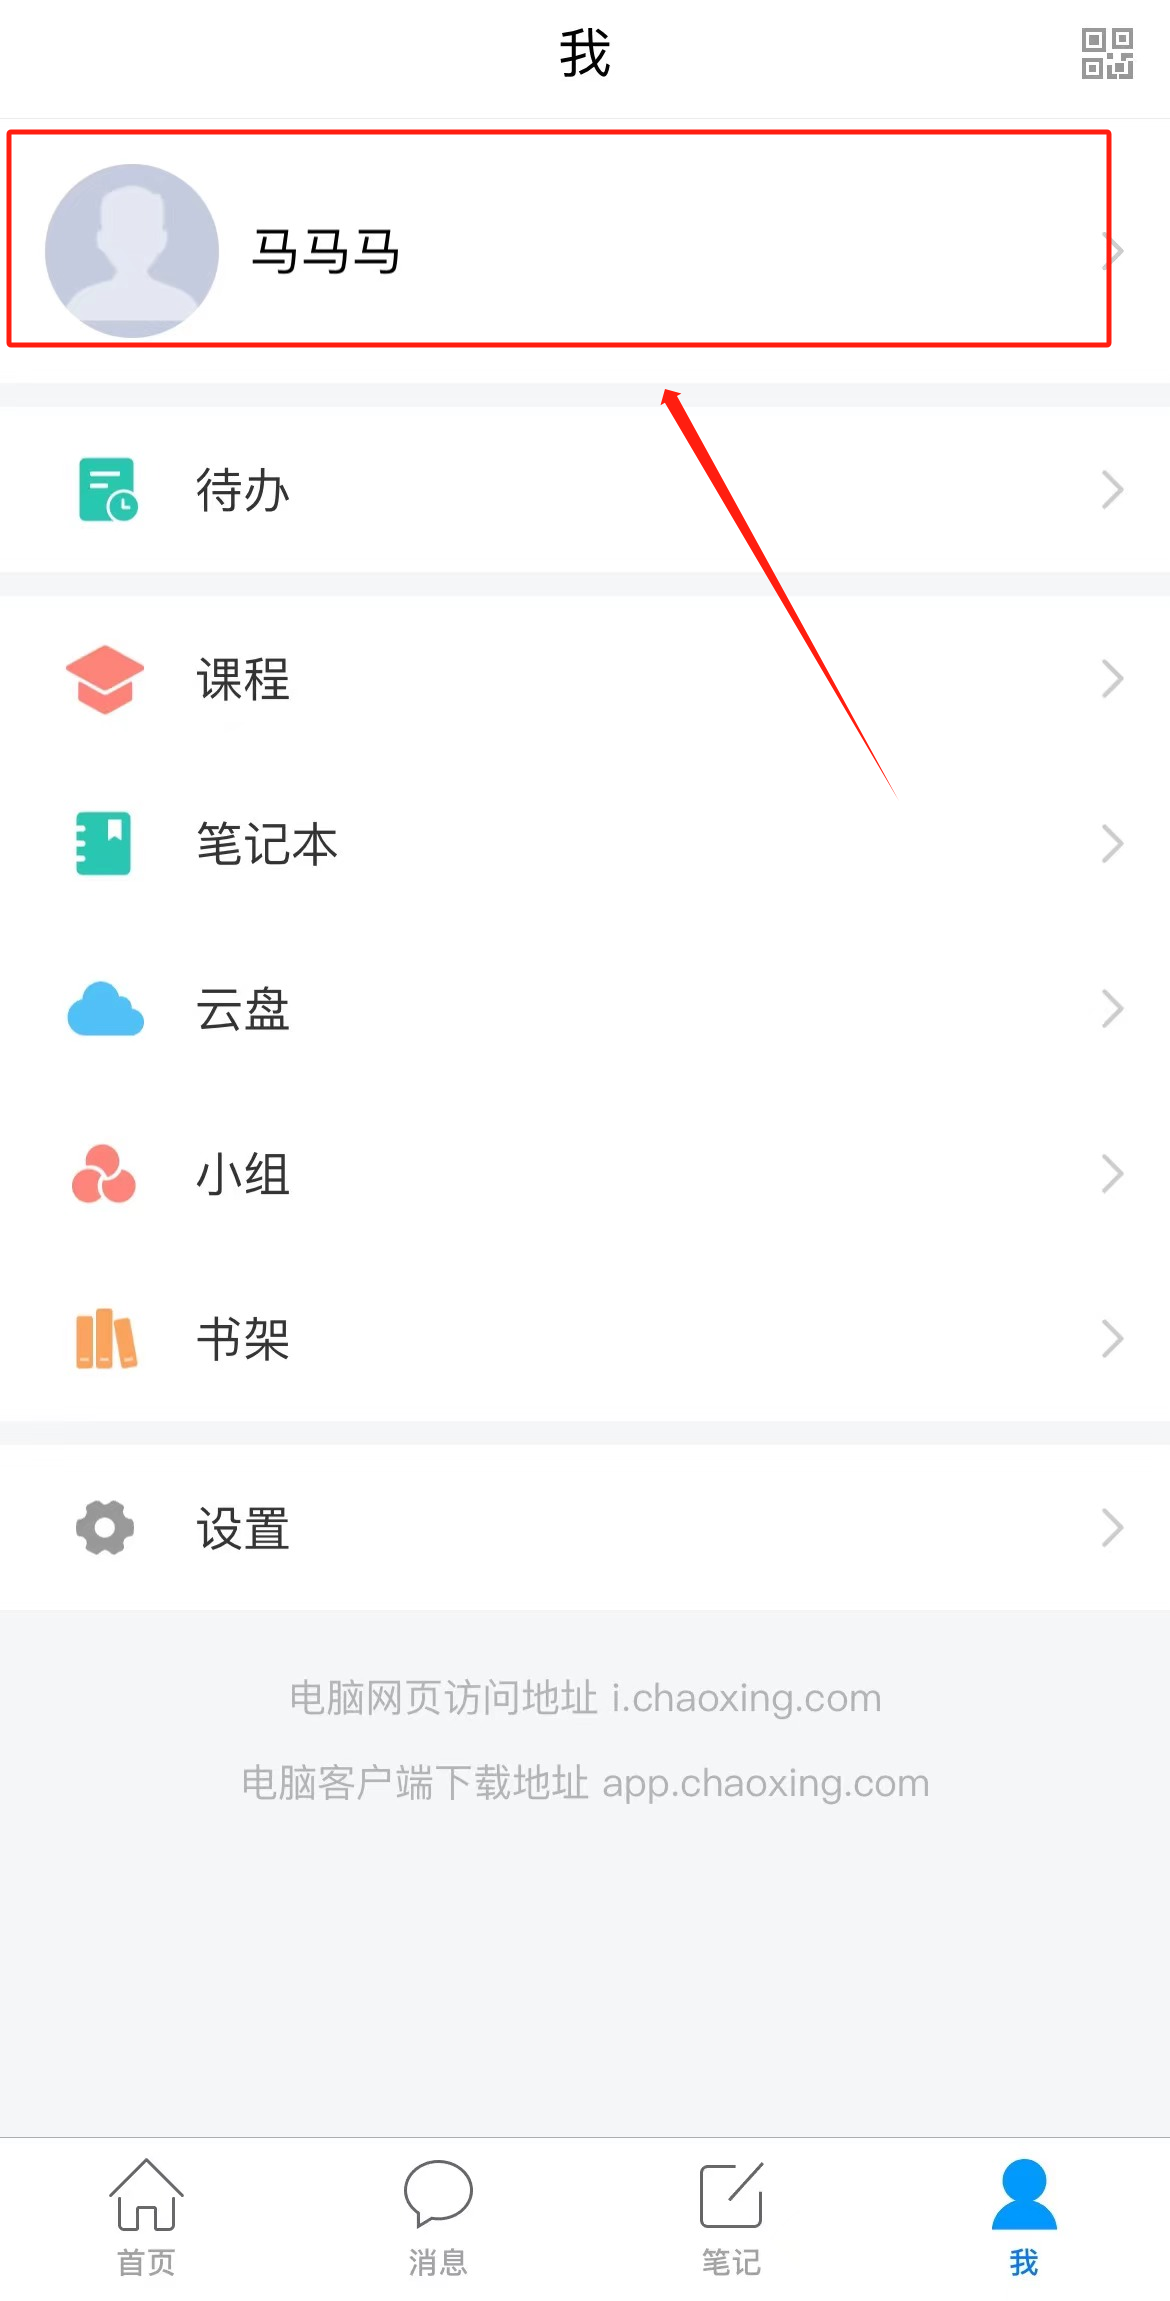 我
马马马
待办
课程
笔记本
云盘
小组
书架
设置
电脑网页访问地址 i.chaoxing.com
电脑客户端下载地址 app.chaoxing.com
首页 消息 笔记 我